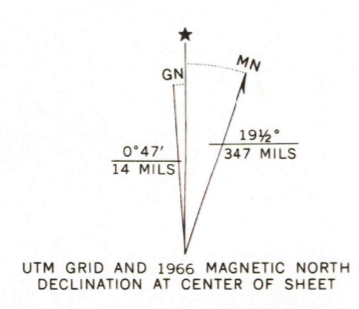 ★
GN
MN
0°47'
14 MILS
19½°
347 MILS
UTM GRID AND 1966 MAGNETIC NORTH
DECLINATION AT CENTER OF SHEET